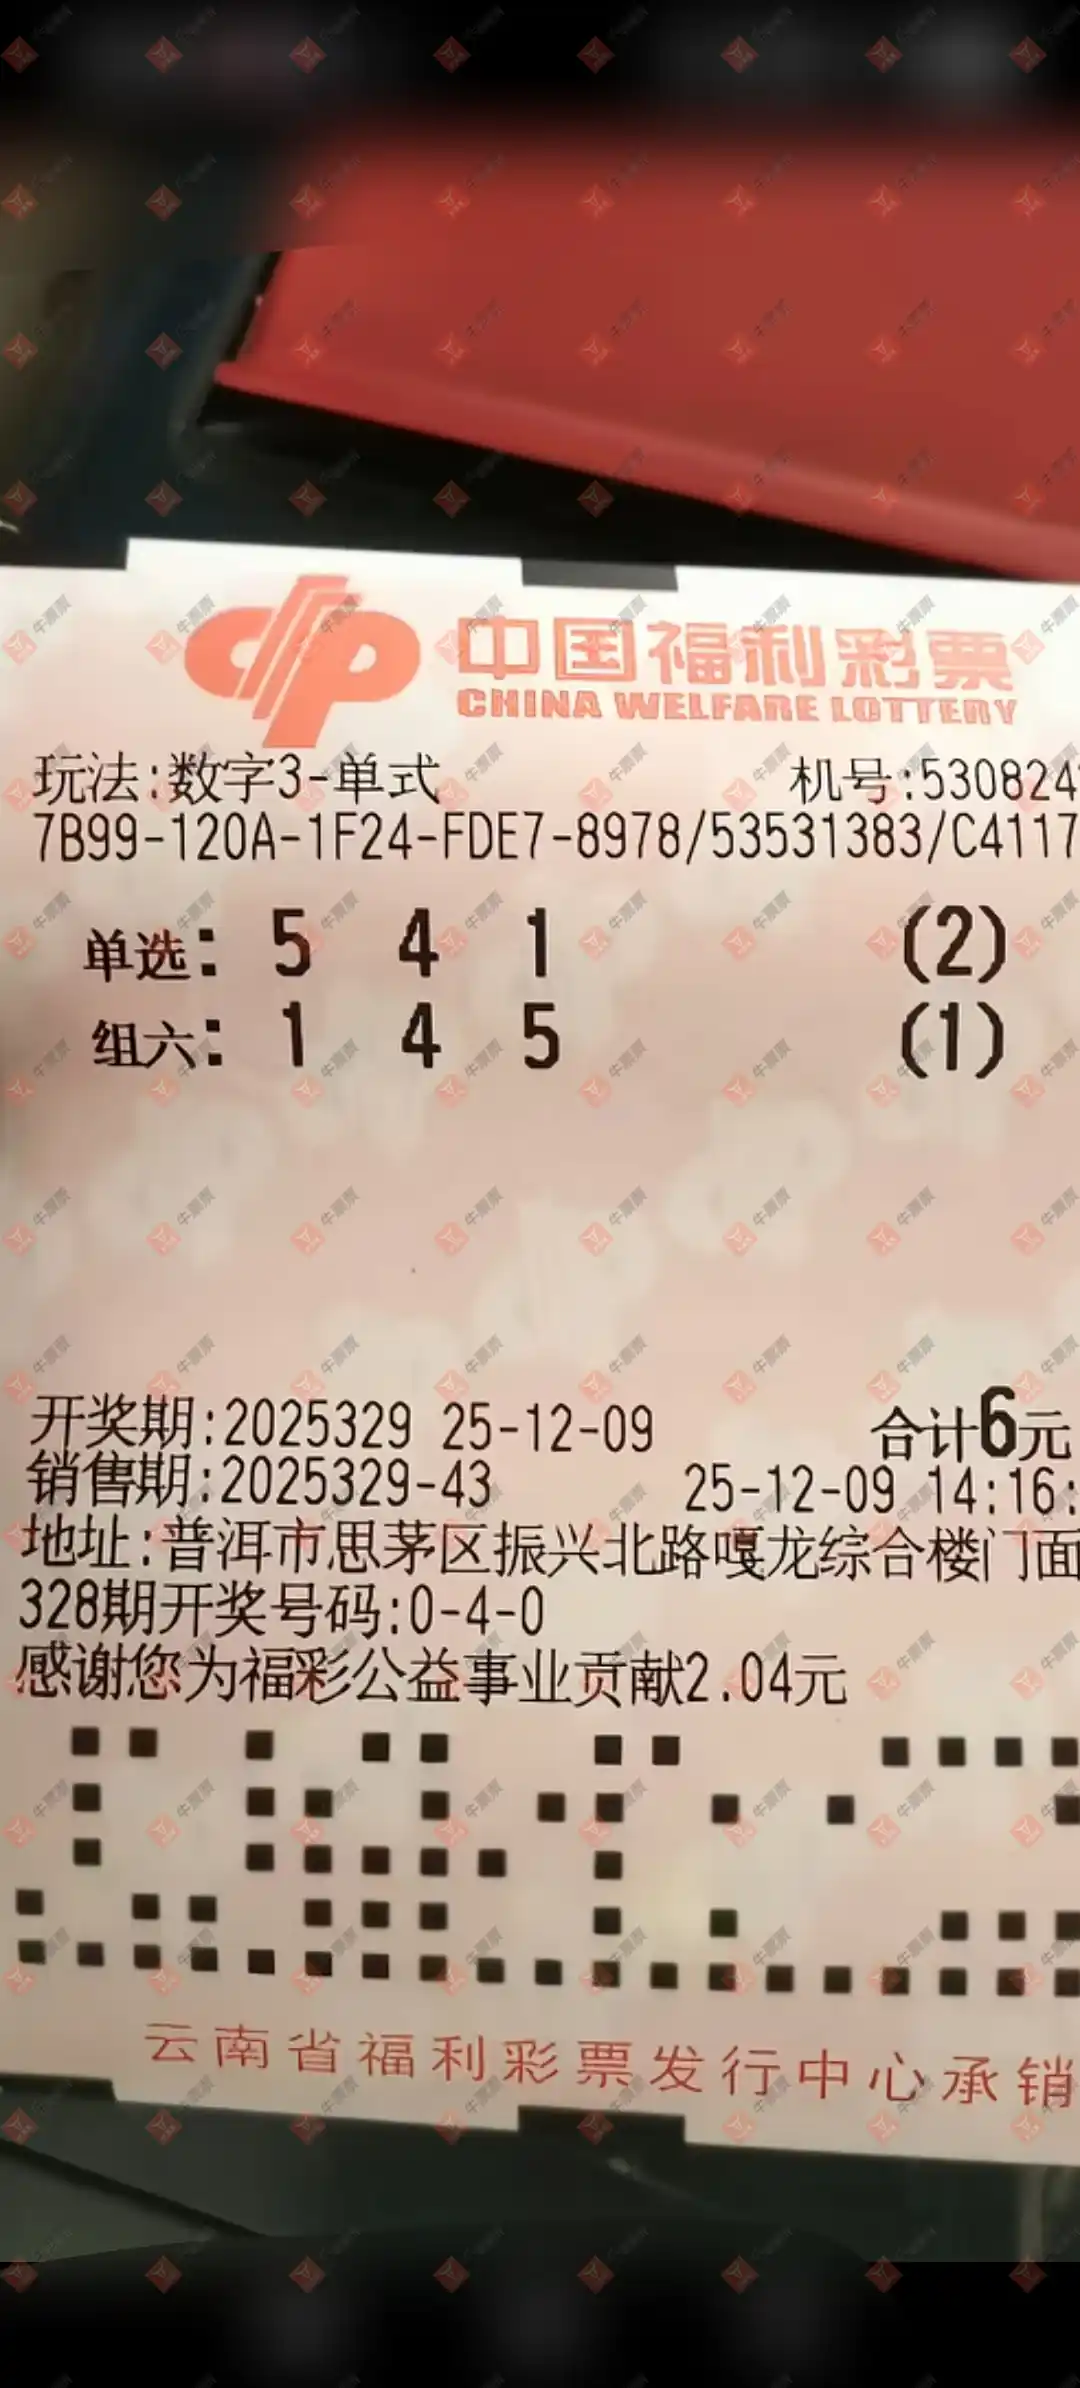 中国福利彩票
CHINA WELFARE LOTTERY
玩法:数字3-单式 机号:5308243
7B99-120A-1F24-FDE7-8978/53531383/C4117
单选: 5 4 1 (2)
组六: 1 4 5 (1)
开奖期:2025329 25-12-09 合计6元
销售期:2025329-43 25-12-09 14:16:
地址:普洱市思茅区振兴北路嘎龙综合楼门面
328期开奖号码:0-4-0
感谢您为福彩公益事业贡献2.04元
云南省福利彩票发行中心承销
牛票票